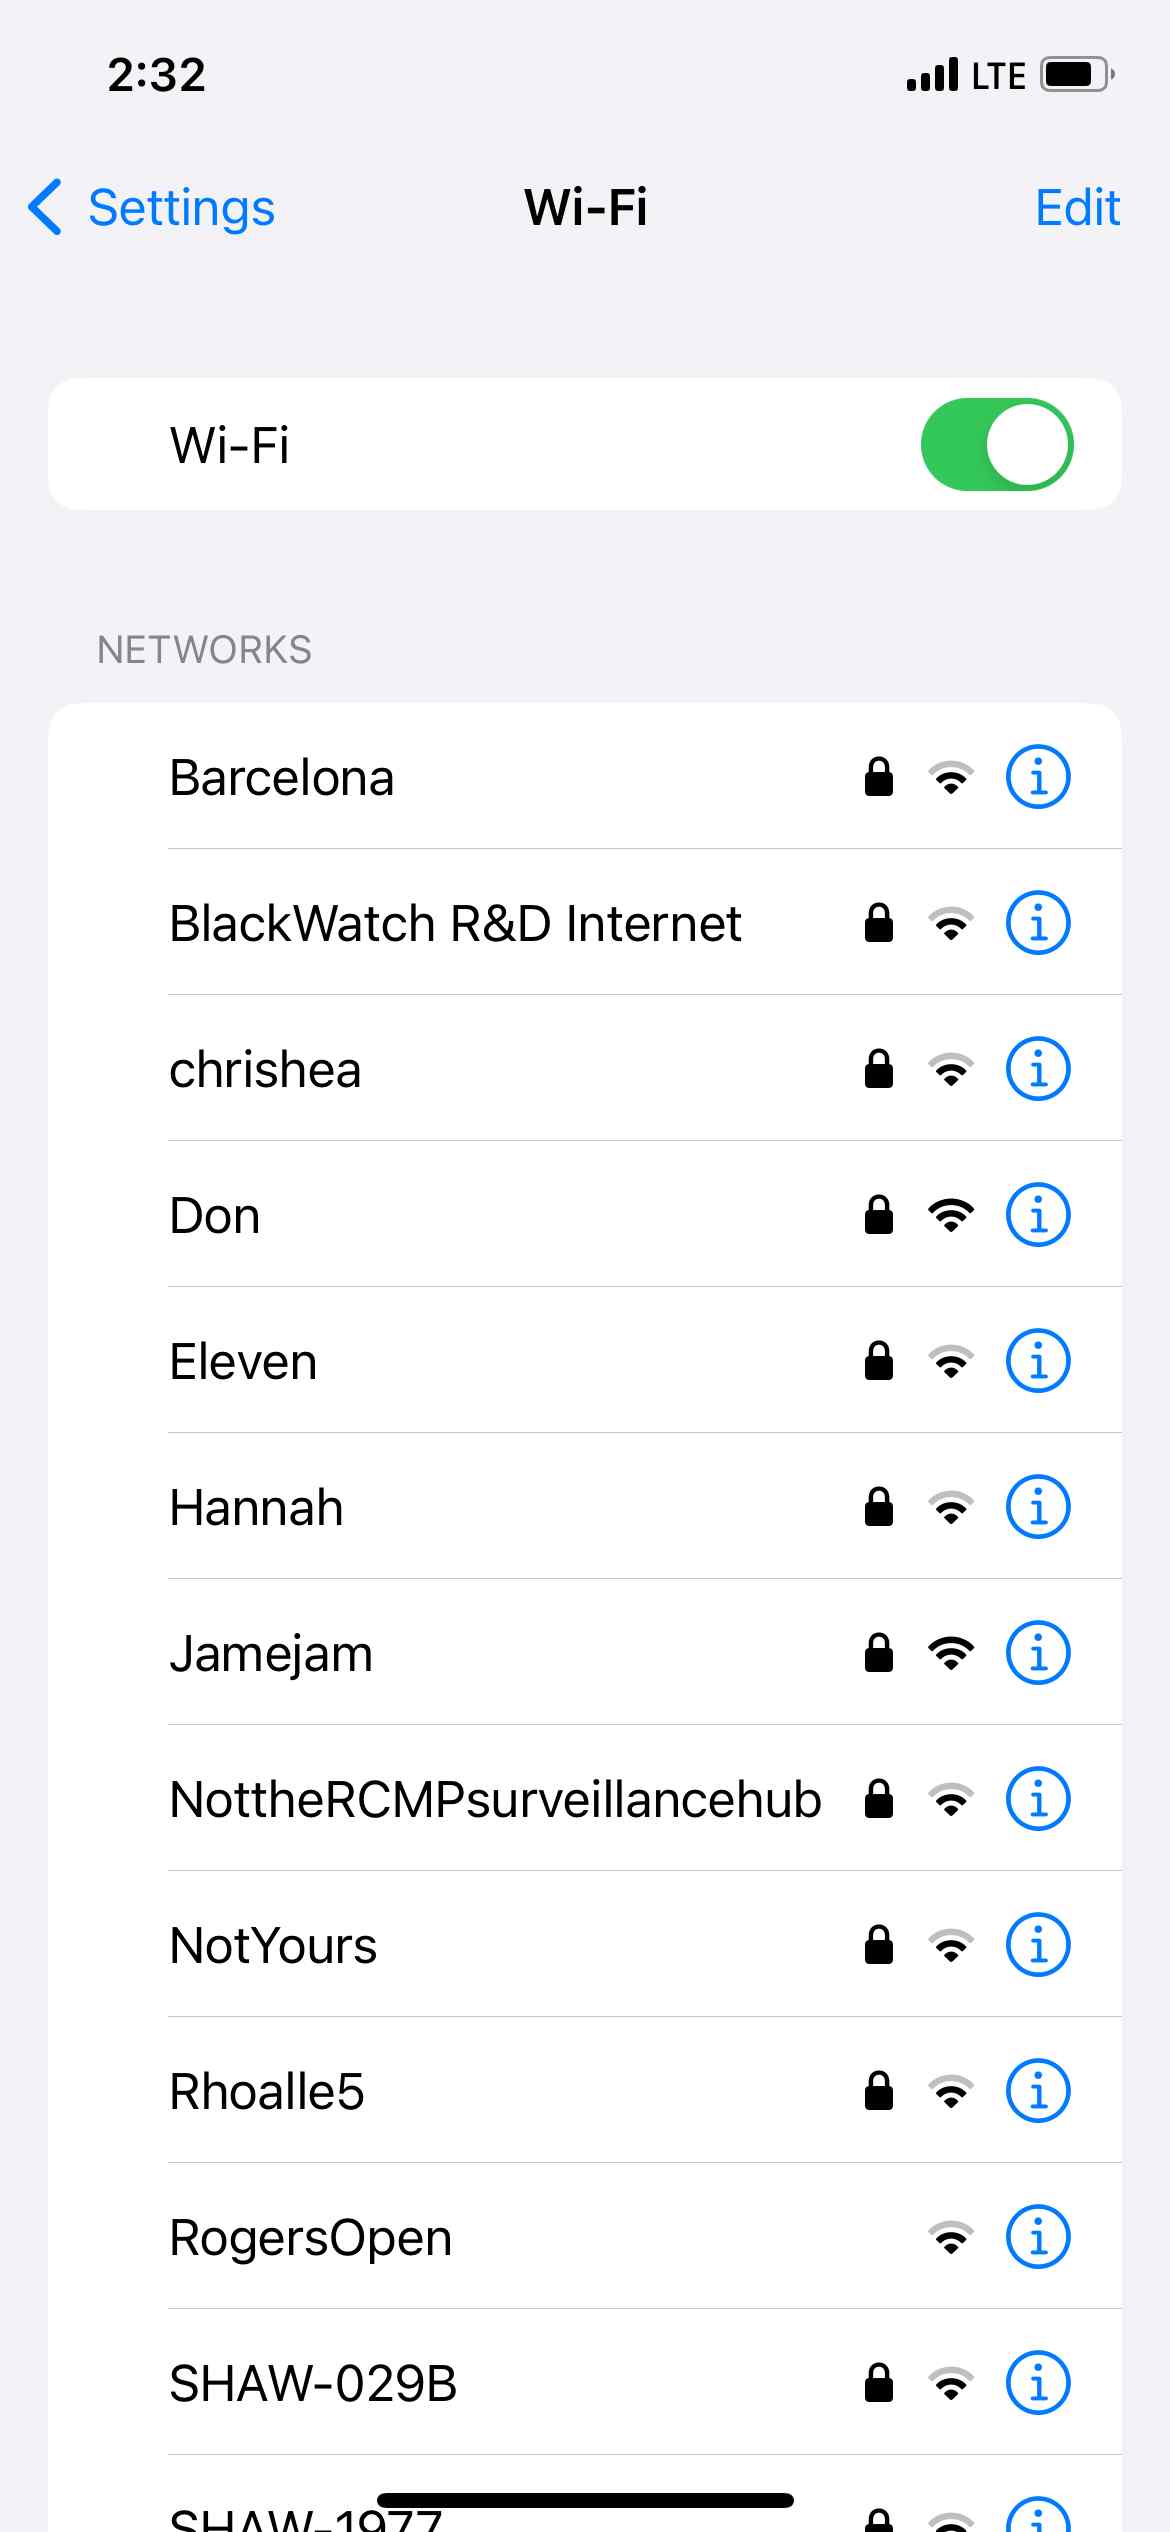 2:32 LTE
Settings Wi-Fi Edit
Wi-Fi
NETWORKS
Barcelona
BlackWatch R&D Internet
chrishea
Don
Eleven
Hannah
Jamejam
NottheRCMPsurveillancehub
NotYours
Rhoalle5
RogersOpen
SHAW-029B
SHAW-1977